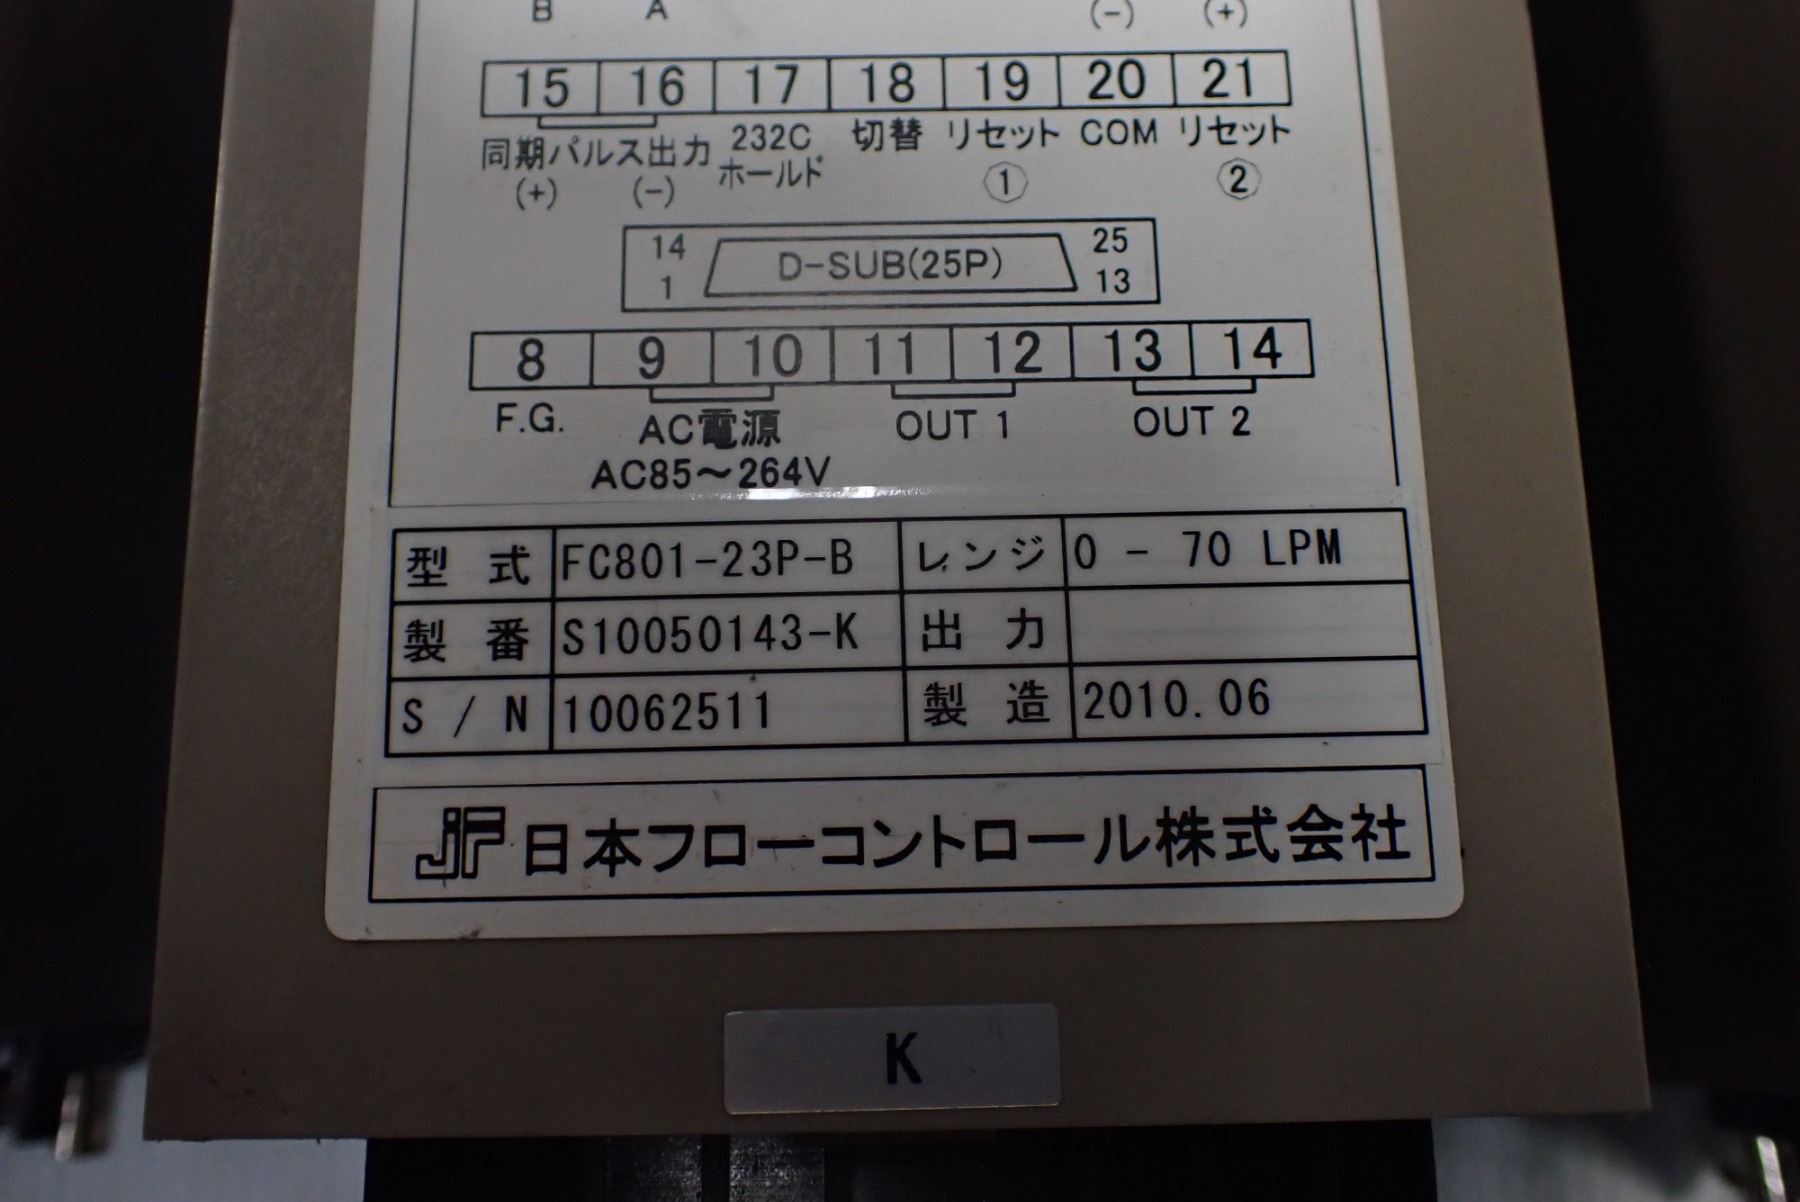 B A (-) (+)
15 16 17 18 19 20 21
同期パルス出力 232C 切替 リセット COM リセット
(+) (-) ホールド ① ②
14 D-SUB(25P) 25
1 13
8 9 10 11 12 13 14
F.G. AC電源 OUT 1 OUT 2
AC85～264V
型 式 FC801-23P-B レンジ 0 - 70 LPM
製 番 S10050143-K 出 力
S / N 10062511 製 造 2010.06
JF 日本フローコントロール株式会社
K